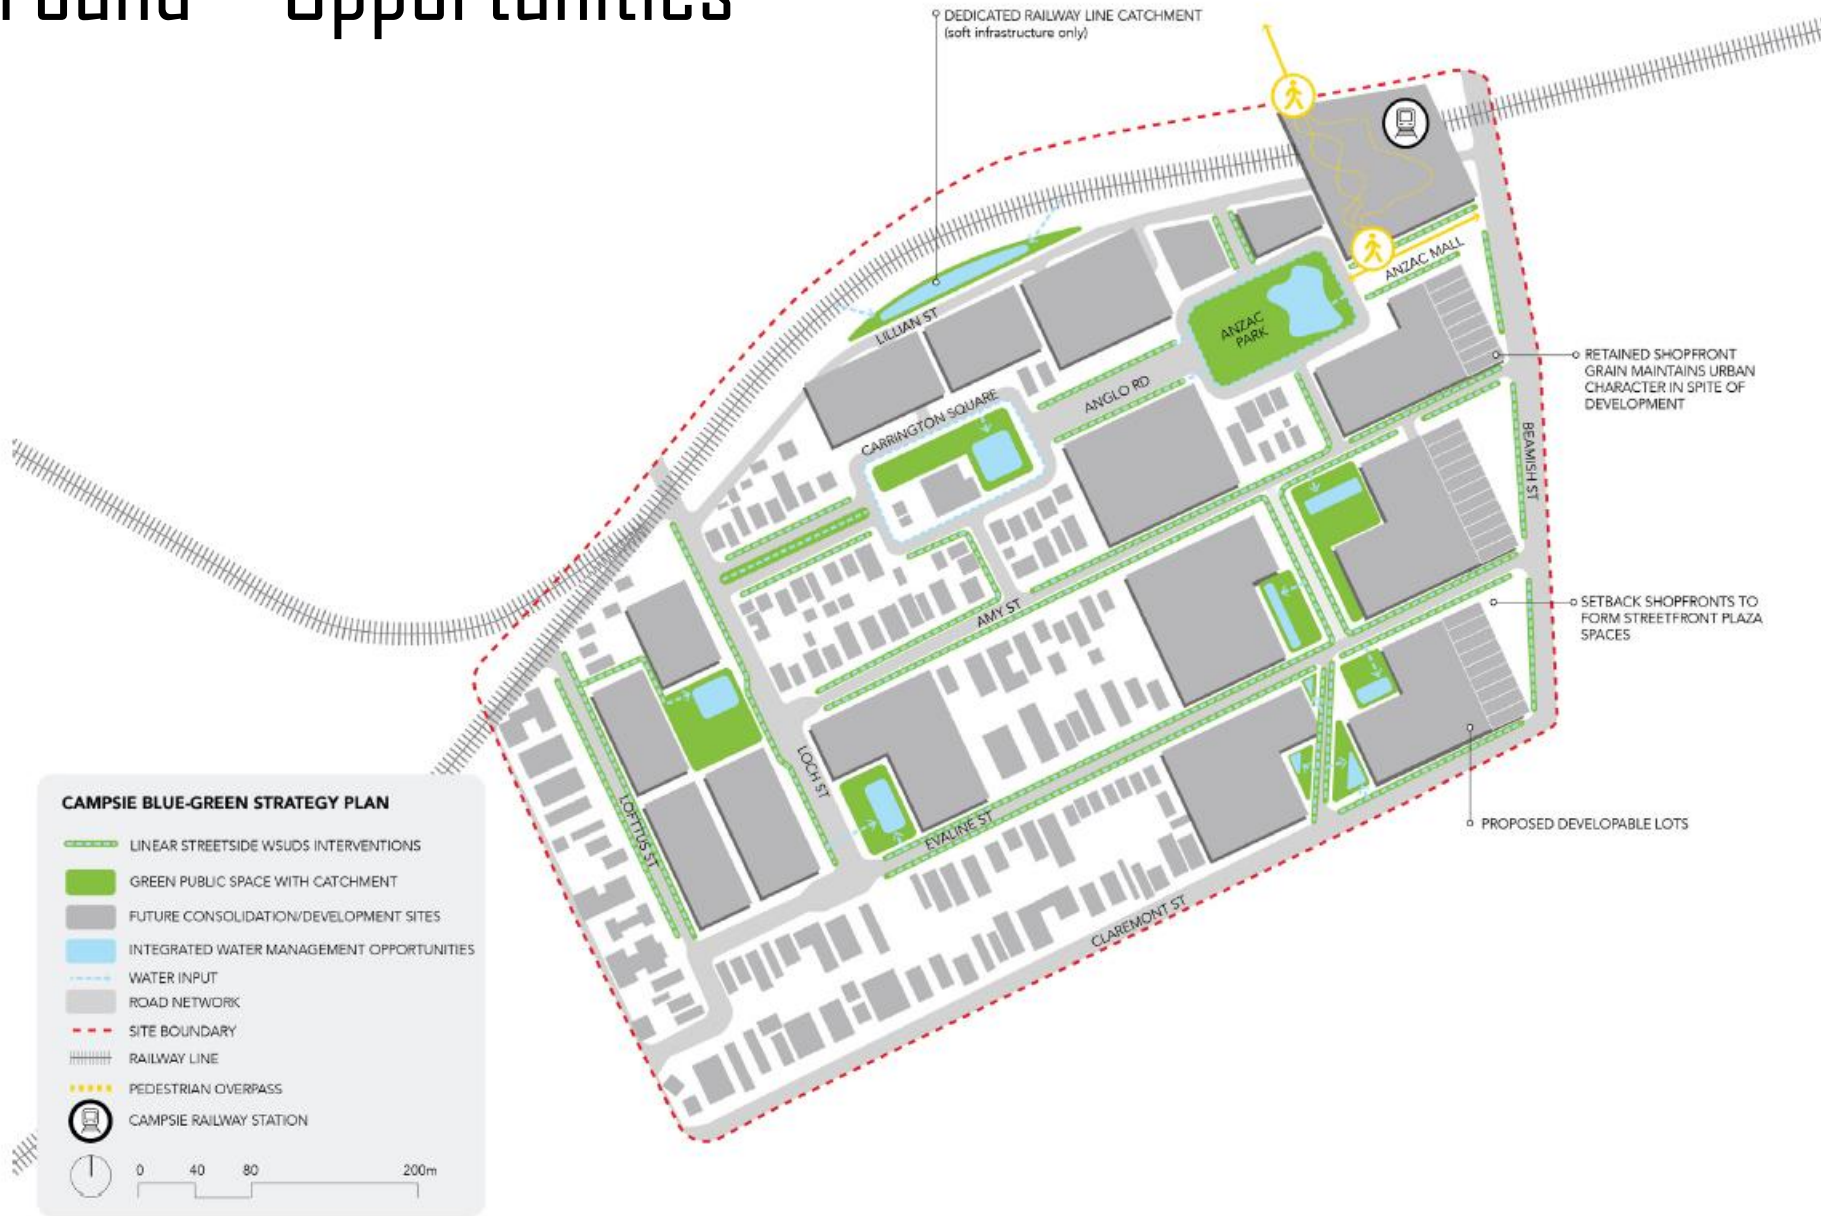 Opportunities
DEDICATED RAILWAY LINE CATCHMENT
(soft infrastructure only)
ANZAC MALL
LILLIAN ST
ANZAC
PARK
RETAINED SHOPFRONT
GRAIN MAINTAINS URBAN
CHARACTER IN SPITE OF
DEVELOPMENT
ANGLO RD
CARRINGTON SQUARE
BEAMISH ST
SETBACK SHOPFRONTS TO
FORM STREETFRONT PLAZA
SPACES
AMY ST
LOCH ST
LOFTUS ST
EVALINE ST
PROPOSED DEVELOPABLE LOTS
CLAREMONT ST
CAMPSIE BLUE-GREEN STRATEGY PLAN
LINEAR STREETSIDE WSUDS INTERVENTIONS
GREEN PUBLIC SPACE WITH CATCHMENT
FUTURE CONSOLIDATION/DEVELOPMENT SITES
INTEGRATED WATER MANAGEMENT OPPORTUNITIES
WATER INPUT
ROAD NETWORK
SITE BOUNDARY
RAILWAY LINE
PEDESTRIAN OVERPASS
CAMPSIE RAILWAY STATION
0 40 80 200m